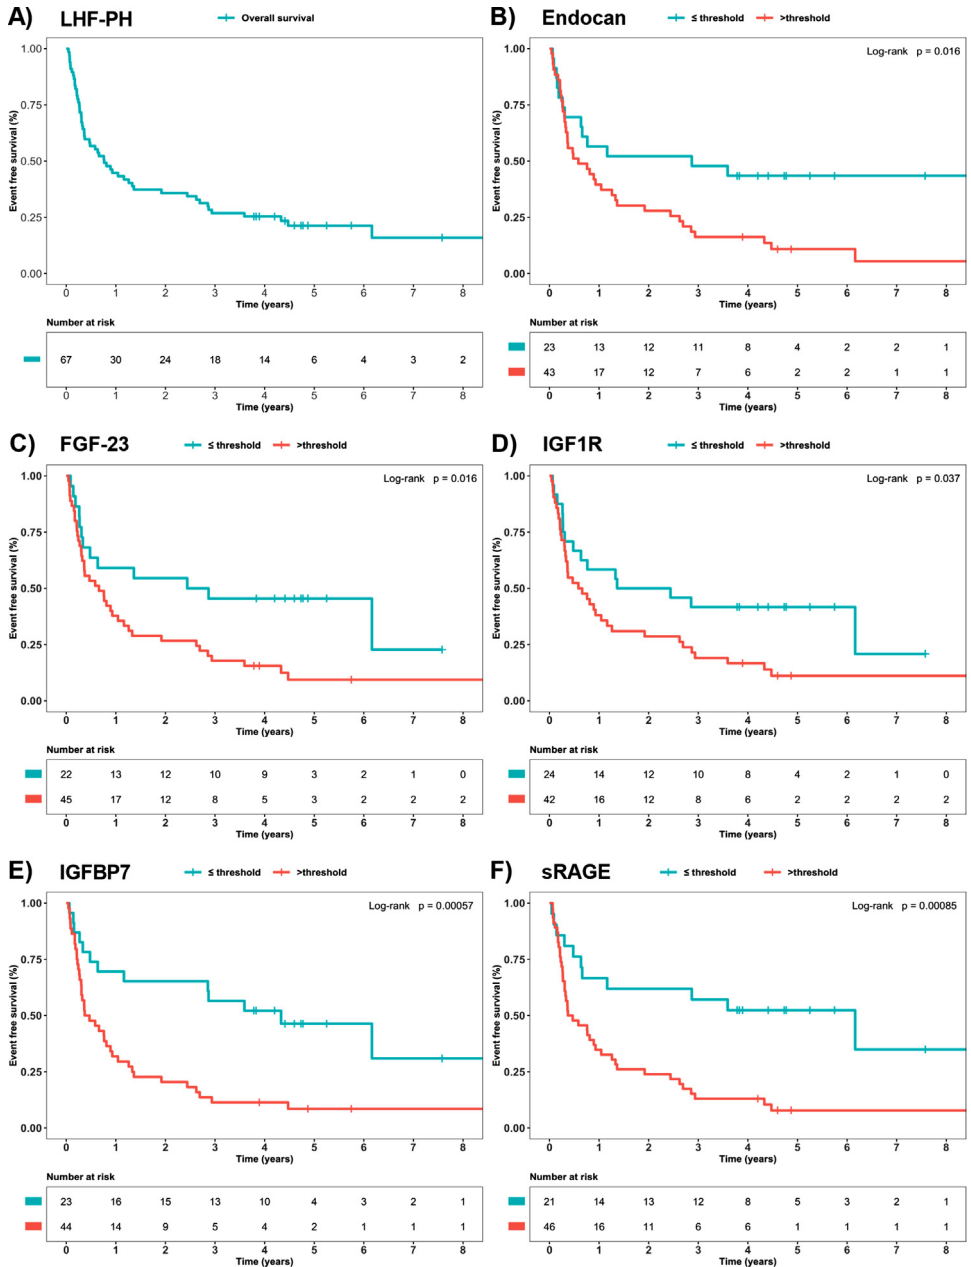 A) LHF-PH Overall survival
1.00
0.75
0.50
0.25
0.00
Event free survival (%)
0 1 2 3 4 5 6 7 8
Time (years)
Number at risk
67 30 24 18 14 6 4 3 2
0 1 2 3 4 5 6 7 8
Time (years)
B) Endocan ≤ threshold >threshold
Log-rank p = 0.016
1.00
0.75
0.50
0.25
0.00
Event free survival (%)
0 1 2 3 4 5 6 7 8
Time (years)
Number at risk
23 13 12 11 8 4 2 2 1
43 17 12 7 6 2 2 1 1
0 1 2 3 4 5 6 7 8
Time (years)
C) FGF-23 ≤ threshold >threshold
Log-rank p = 0.016
1.00
0.75
0.50
0.25
0.00
Event free survival (%)
0 1 2 3 4 5 6 7 8
Time (years)
Number at risk
22 13 12 10 9 3 2 1 0
45 17 12 8 5 3 2 2 2
0 1 2 3 4 5 6 7 8
Time (years)
D) IGF1R ≤ threshold >threshold
Log-rank p = 0.037
1.00
0.75
0.50
0.25
0.00
Event free survival (%)
0 1 2 3 4 5 6 7 8
Time (years)
Number at risk
24 14 12 10 8 4 2 1 0
42 16 12 8 6 2 2 2 2
0 1 2 3 4 5 6 7 8
Time (years)
E) IGFBP7 ≤ threshold >threshold
Log-rank p = 0.00057
1.00
0.75
0.50
0.25
0.00
Event free survival (%)
0 1 2 3 4 5 6 7 8
Time (years)
Number at risk
23 16 15 13 10 4 3 2 1
44 14 9 5 4 2 1 1 1
0 1 2 3 4 5 6 7 8
Time (years)
F) sRAGE ≤ threshold >threshold
Log-rank p = 0.00085
1.00
0.75
0.50
0.25
0.00
Event free survival (%)
0 1 2 3 4 5 6 7 8
Time (years)
Number at risk
21 14 13 12 8 5 3 2 1
46 16 11 6 6 1 1 1 1
0 1 2 3 4 5 6 7 8
Time (years)